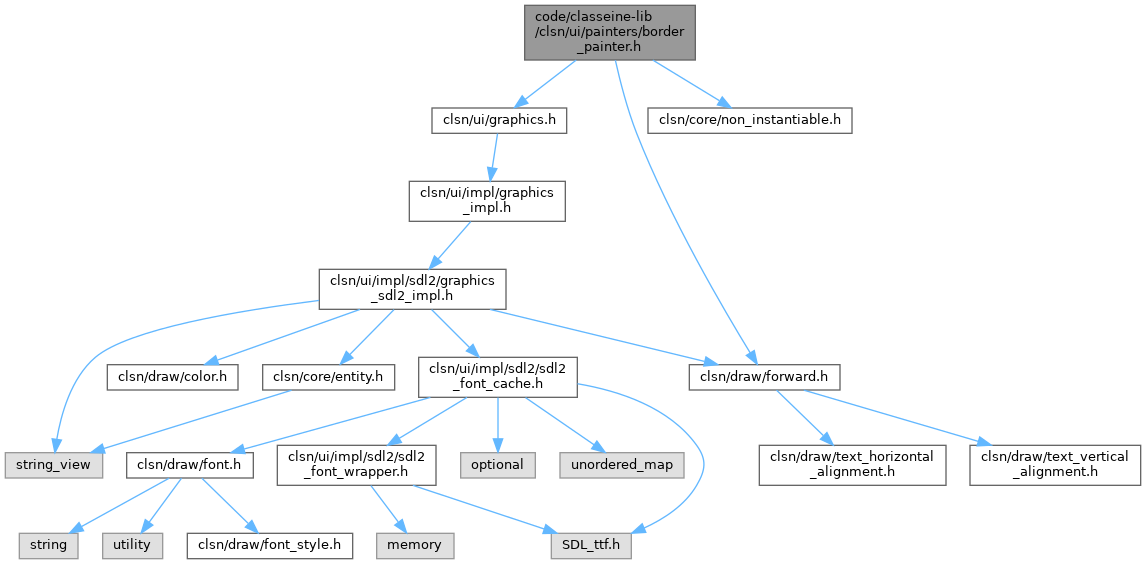 code/classeine-lib
/clsn/ui/painters/border
_painter.h
clsn/ui/graphics.h
clsn/core/non_instantiable.h
clsn/ui/impl/graphics
_impl.h
clsn/ui/impl/sdl2/graphics
_sdl2_impl.h
clsn/draw/color.h
clsn/core/entity.h
clsn/ui/impl/sdl2/sdl2
_font_cache.h
clsn/draw/forward.h
string_view
clsn/draw/font.h
clsn/ui/impl/sdl2/sdl2
_font_wrapper.h
optional
unordered_map
clsn/draw/text_horizontal
_alignment.h
clsn/draw/text_vertical
_alignment.h
string
utility
clsn/draw/font_style.h
memory
SDL_ttf.h